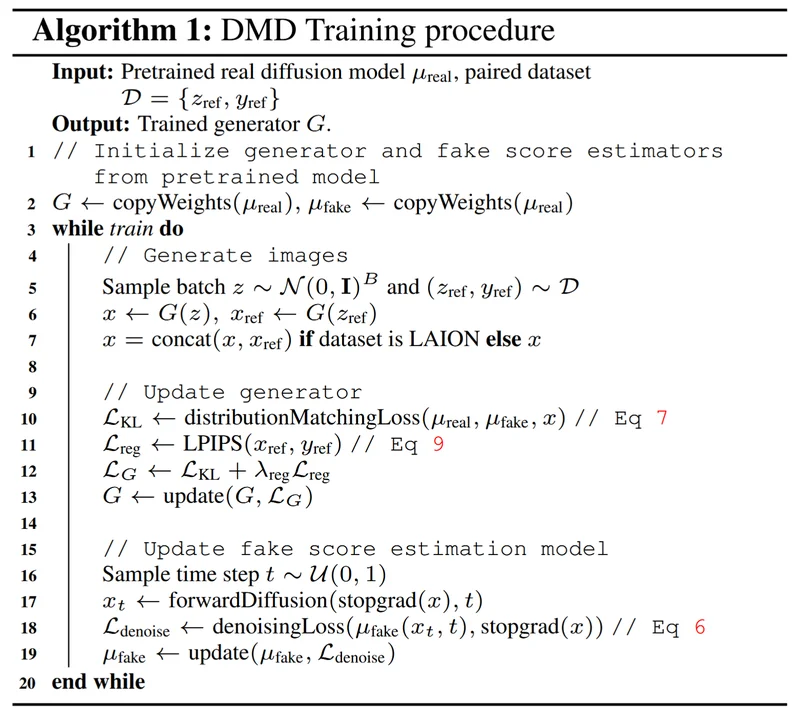 Algorithm 1: DMD Training procedure
Input: Pretrained real diffusion model μ_real, paired dataset
𝒟 = {z_ref, y_ref}
Output: Trained generator G.
1 // Initialize generator and fake score estimators
from pretrained model
2 G ← copyWeights(μ_real), μ_fake ← copyWeights(μ_real)
3 while train do
4 // Generate images
5 Sample batch z ∼ 𝒩(0, I)^B and (z_ref, y_ref) ∼ 𝒟
6 x ← G(z), x_ref ← G(z_ref)
7 x = concat(x, x_ref) if dataset is LAION else x
8
9 // Update generator
10 ℒ_KL ← distributionMatchingLoss(μ_real, μ_fake, x) // Eq 7
11 ℒ_reg ← LPIPS(x_ref, y_ref) // Eq 9
12 ℒ_G ← ℒ_KL + λ_reg ℒ_reg
13 G ← update(G, ℒ_G)
14
15 // Update fake score estimation model
16 Sample time step t ∼ 𝒰(0, 1)
17 x_t ← forwardDiffusion(stopgrad(x), t)
18 ℒ_denoise ← denoisingLoss(μ_fake(x_t, t), stopgrad(x)) // Eq 6
19 μ_fake ← update(μ_fake, ℒ_denoise)
20 end while